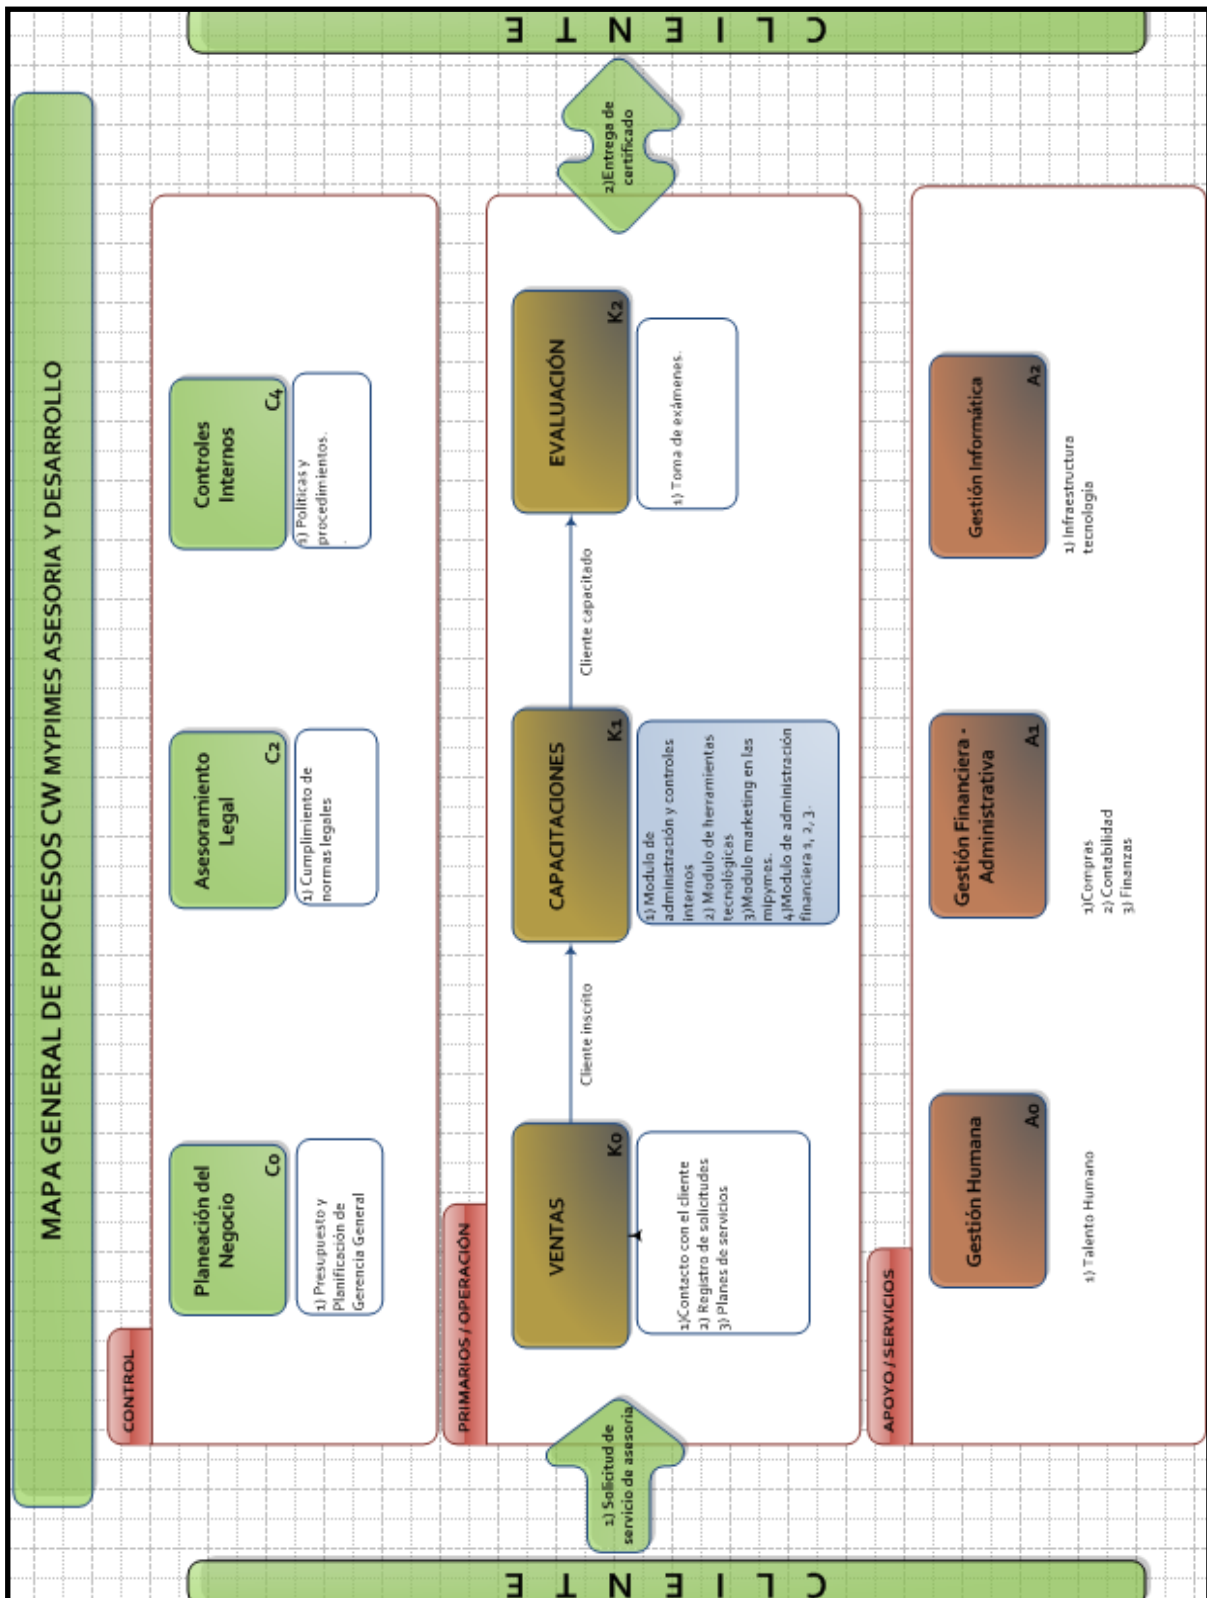 MAPA GENERAL DE PROCESOS CW MYPIMES ASESORIA Y DESARROLLO
CLIENTE
1) Solicitud de
servicio de asesoria
CONTROL
Planeación del
Negocio
C0
1) Presupuesto y
Planificación de
Gerencia General
Asesoramiento
Legal
C2
1) Cumplimiento de
normas legales
Controles
Internos
C4
1) Políticas y
procedimientos.
.
PRIMARIOS / OPERACIÓN
VENTAS
K0
1)Contacto con el cliente
2) Registro de solicitudes
3) Planes de servicios
Cliente inscrito
CAPACITACIONES
K1
1) Modulo de
administración y controles
internos
2) Modulo de herramientas
tecnológicas
3)Modulo marketing en las
mipymes.
4)Modulo de administración
financiera 1, 2, 3.
Cliente capacitado
EVALUACIÓN
K2
1) Toma de exámenes.
2)Entrega de
certificado
APOYO / SERVICIOS
Gestión Humana
A0
1) Talento Humano
Gestión Financiera -
Administrativa
A1
1)Compras
2) Contabilidad
3) Finanzas
Gestión Informática
A2
1) Infraestructura
tecnologia
CLIENTE